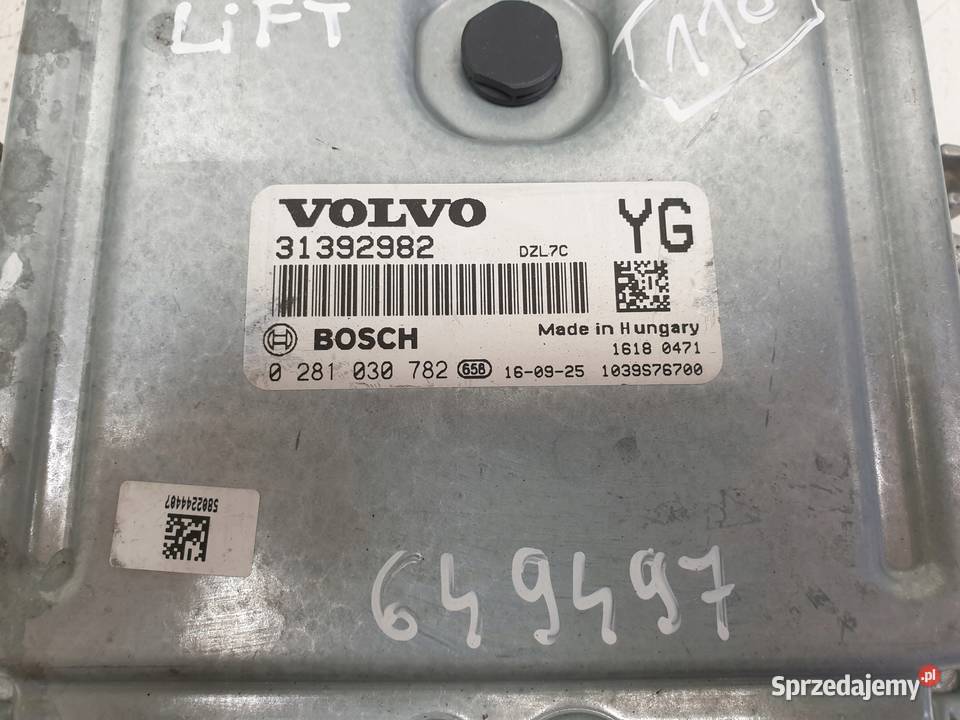 LiFT
110
VOLVO
YG
31392982
DZL7C
BOSCH
Made in Hungary
1618 0471
0 281 030 782 658 16-09-25 1039S76700
5802244407
649497
Sprzedajemy.pl